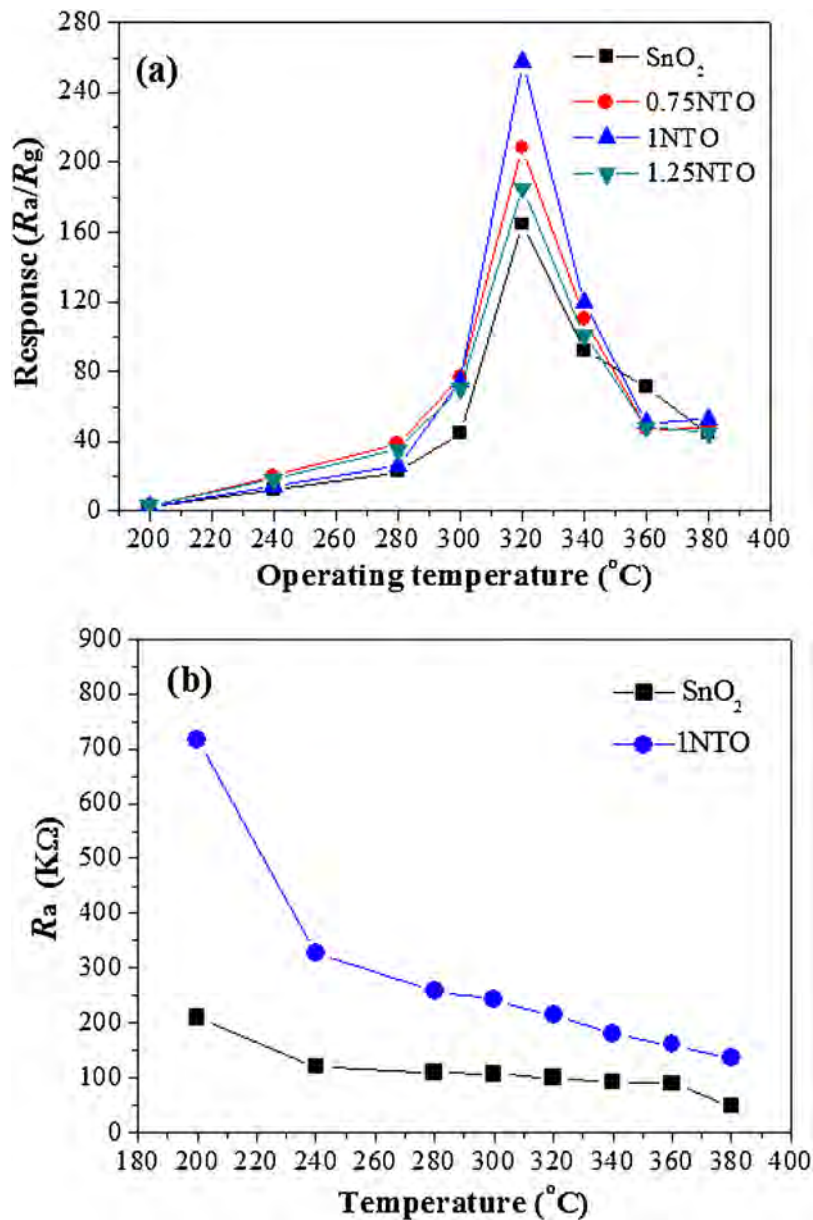 280
240
200
160
120
80
40
0
Response (Ra/Rg)
(a)
SnO₂
0.75NTO
1NTO
1.25NTO
200 220 240 260 280 300 320 340 360 380 400
Operating temperature (°C)
900
800
700
600
500
400
300
200
100
0
Ra (KΩ)
(b)
SnO₂
1NTO
180 200 220 240 260 280 300 320 340 360 380 400
Temperature (°C)